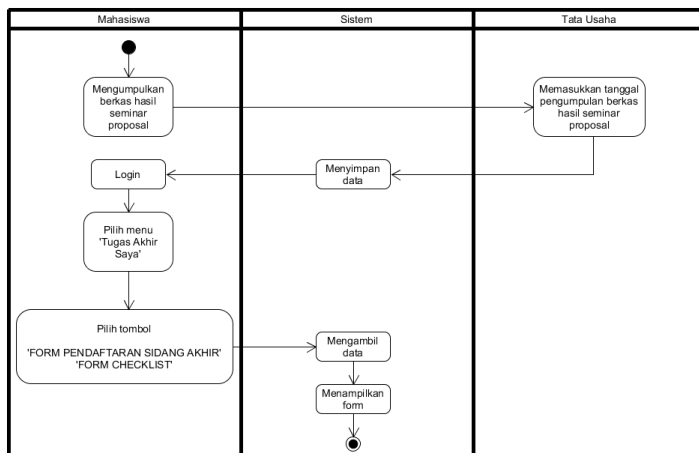 Mahasiswa
Sistem
Tata Usaha
Mengumpulkan
berkas hasil
seminar
proposal
Memasukkan tanggal
pengumpulan berkas
hasil seminar
proposal
Login
Menyimpan
data
Pilih menu
'Tugas Akhir
Saya'
Pilih tombol
'FORM PENDAFTARAN SIDANG AKHIR'
'FORM CHECKLIST'
Mengambil
data
Menampilkan
form